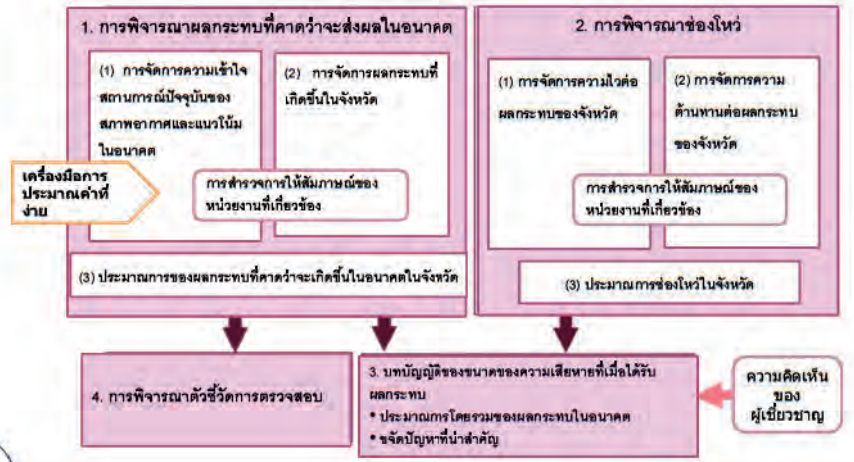 1. การพิจารณาผลกระทบที่คาดว่าจะส่งผลในอนาคต
(1) การจัดการความเข้าใจ
สถานการณ์ปัจจุบันของ
สภาพอากาศและแนวโน้ม
ในอนาคต
(2) การจัดการผลกระทบที่
เกิดขึ้นในจังหวัด
เครื่องมือการ
ประมาณค่าที่
ง่าย
การสำรวจการให้สัมภาษณ์ของ
หน่วยงานที่เกี่ยวข้อง
(3) ประมาณการของผลกระทบที่คาดว่าจะเกิดขึ้นในอนาคตในจังหวัด
2. การพิจารณาช่องโหว่
(1) การจัดการความไวต่อ
ผลกระทบของจังหวัด
(2) การจัดการความ
ต้านทานต่อผลกระทบ
ของจังหวัด
การสำรวจการให้สัมภาษณ์ของ
หน่วยงานที่เกี่ยวข้อง
(3) ประมาณการช่องโหว่ในจังหวัด
4. การพิจารณาตัวชี้วัดการตรวจสอบ
3. บทบัญญัติของขนาดของความเสียหายที่เมื่อได้รับ
ผลกระทบ
• ประมาณกรโดยรวมของผลกระทบในอนาคต
• ขจัดปัญหาที่น่าสำคัญ
ความคิดเห็น
ของ
ผู้เชี่ยวชาญ